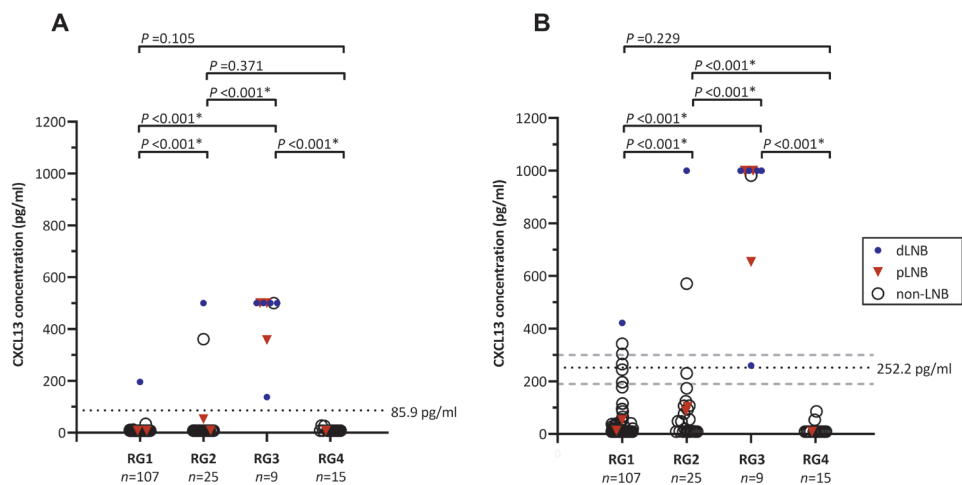 A
P =0.105
P =0.371
P <0.001*
P <0.001*
P <0.001*
P <0.001*
CXCL13 concentration (pg/ml)
1200
1000
800
600
400
200
0
85.9 pg/ml
RG1
RG2
RG3
RG4
n=107
n=25
n=9
n=15
B
P =0.229
P <0.001*
P <0.001*
P <0.001*
P <0.001*
P <0.001*
CXCL13 concentration (pg/ml)
1200
1000
800
600
400
200
0
252.2 pg/ml
RG1
RG2
RG3
RG4
n=107
n=25
n=9
n=15
dLNB
pLNB
non-LNB